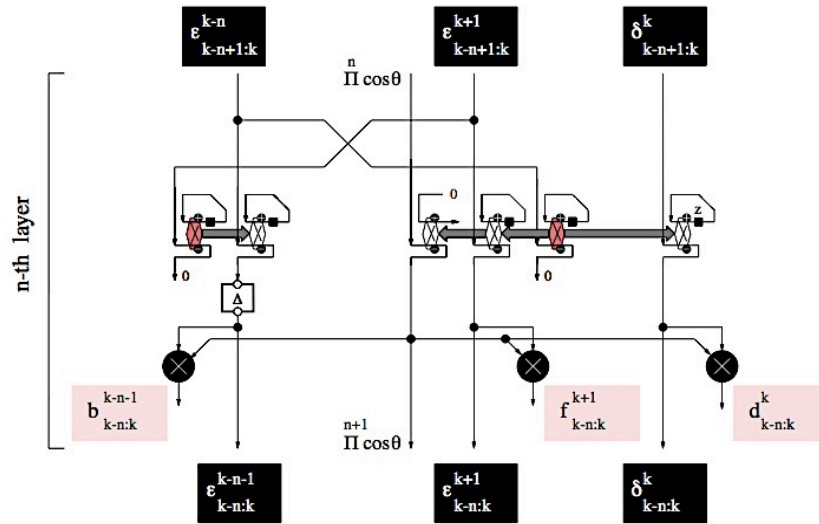 ε k-n k-n+1:k
ε k+1 k-n+1:k
δ k k-n+1:k
n
Π cosθ
n-th layer
0
z
0
0
Δ
b k-n-1 k-n:k
f k+1 k-n:k
d k k-n:k
n+1
Π cosθ
ε k-n-1 k-n:k
ε k+1 k-n:k
δ k k-n:k